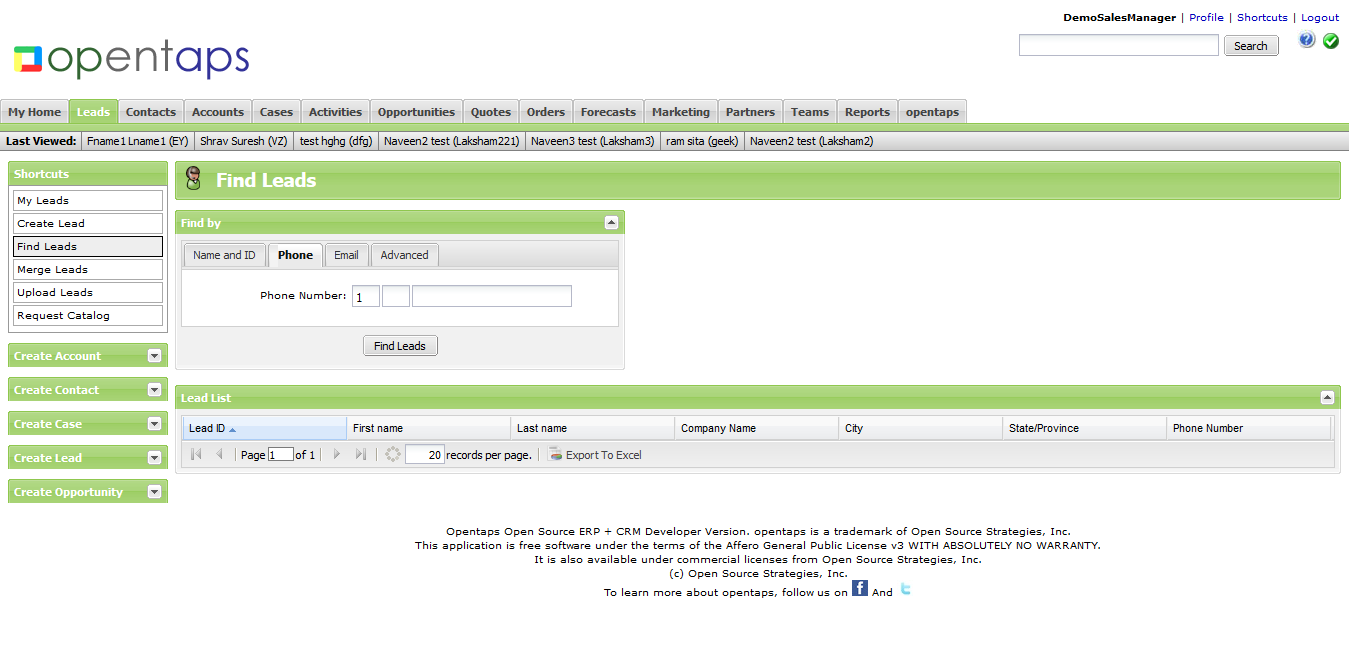 DemoSalesManager | Profile | Shortcuts | Logout
opentaps
Search
My Home Leads Contacts Accounts Cases Activities Opportunities Quotes Orders Forecasts Marketing Partners Teams Reports opentaps
Last Viewed: Fname1 Lname1 (EY) Shrav Suresh (VZ) test hghg (dfg) Naveen2 test (Laksham221) Naveen3 test (Laksham3) ram sita (geek) Naveen2 test (Laksham2)
Shortcuts
My Leads
Create Lead
Find Leads
Merge Leads
Upload Leads
Request Catalog
Create Account
Create Contact
Create Case
Create Lead
Create Opportunity
Find Leads
Find by
Name and ID Phone Email Advanced
Phone Number: 1
Find Leads
Lead List
Lead ID First name Last name Company Name City State/Province Phone Number
Page 1 of 1 20 records per page. Export To Excel
Opentaps Open Source ERP + CRM Developer Version. opentaps is a trademark of Open Source Strategies, Inc.
This application is free software under the terms of the Affero General Public License v3 WITH ABSOLUTELY NO WARRANTY.
It is also available under commercial licenses from Open Source Strategies, Inc.
(c) Open Source Strategies, Inc.
To learn more about opentaps, follow us on f And t